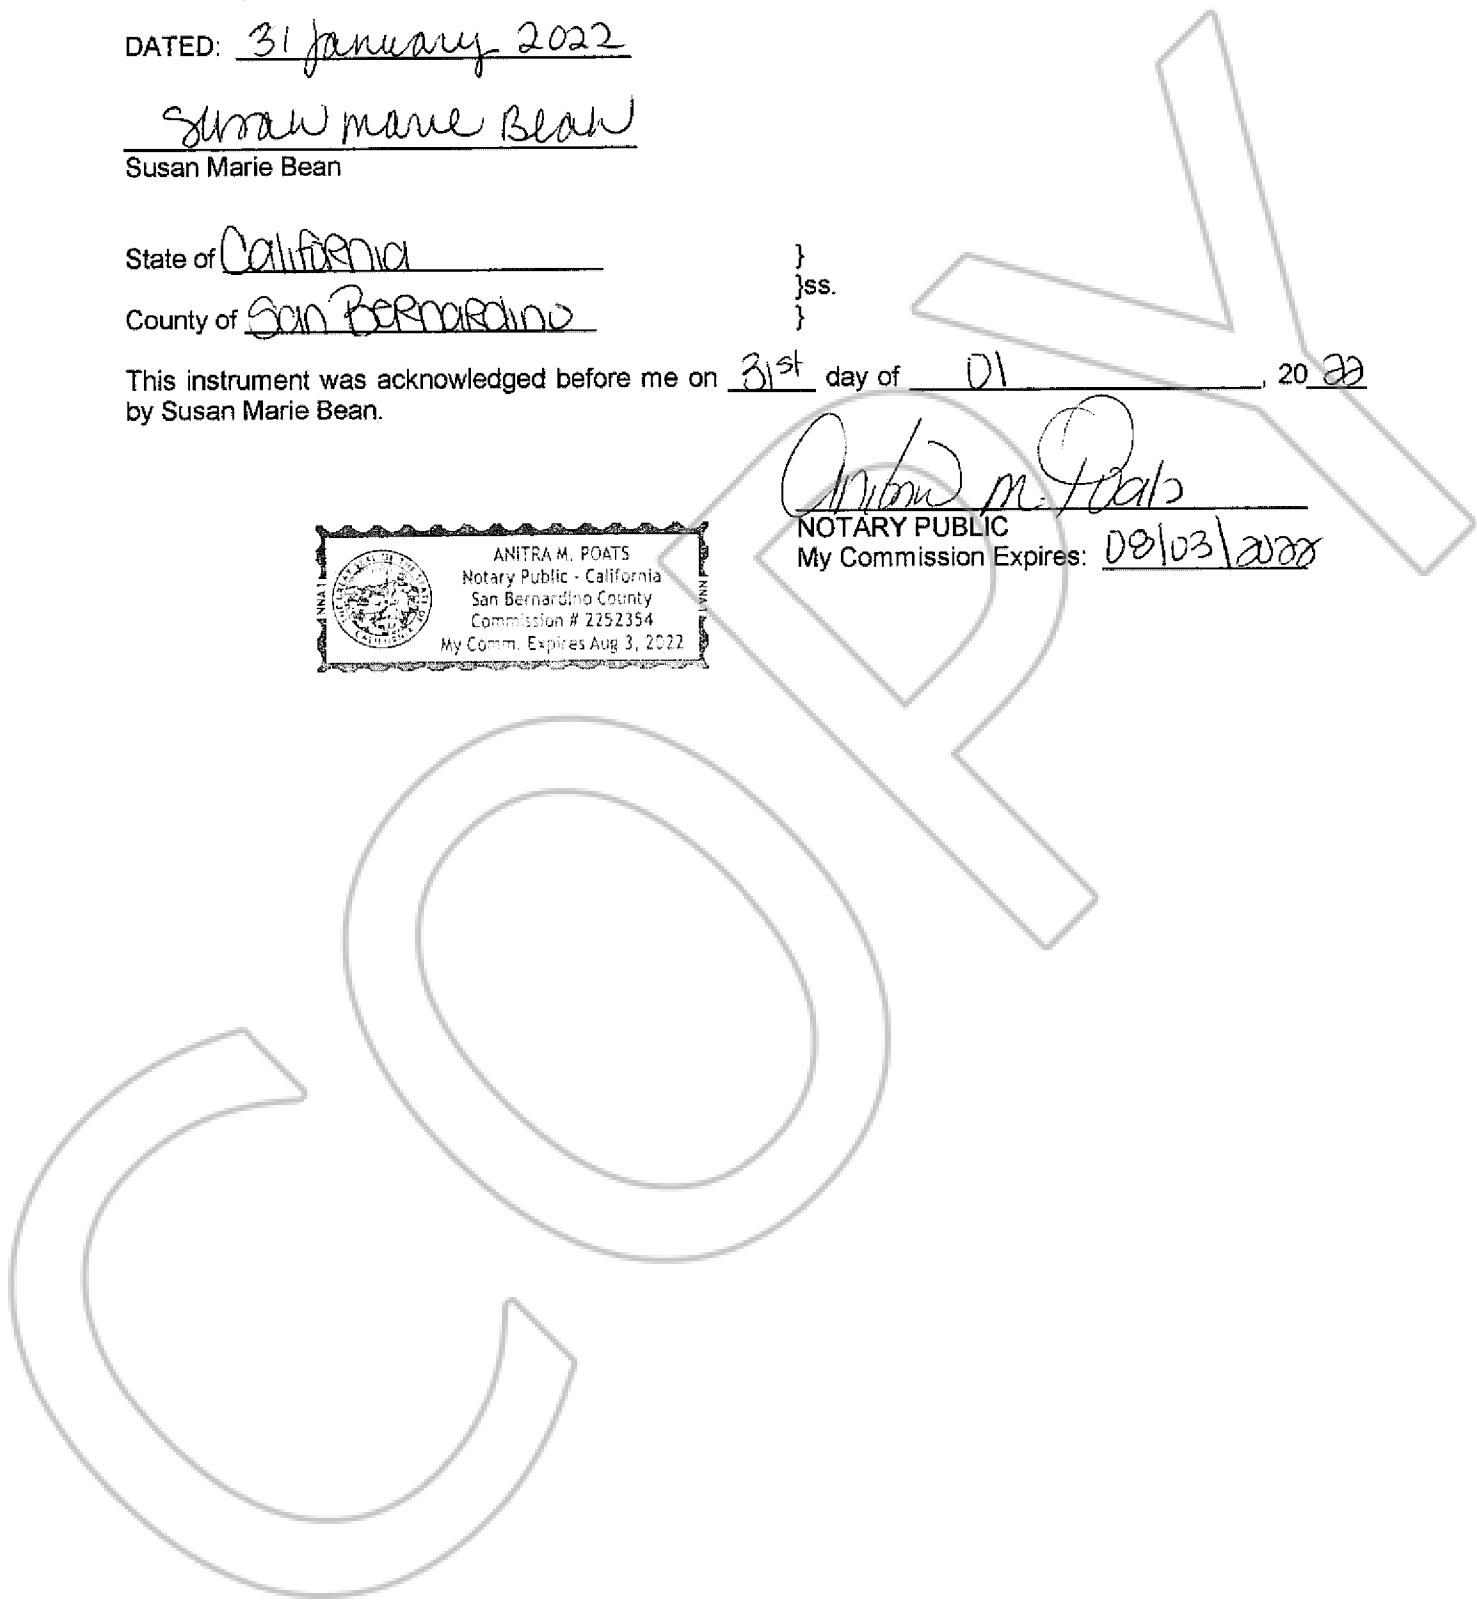 DATED: 31 January 2022
Susan Marie Bean
Susan Marie Bean
State of California }
}ss.
County of San Bernardino }
This instrument was acknowledged before me on 31st day of 01, 2022
by Susan Marie Bean.
Anitra M. Poats
NOTARY PUBLIC
My Commission Expires: 08/03/2022
ANITRA M. POATS
Notary Public - California
San Bernardino County
Commission # 2252354
My Comm. Expires Aug 3, 2022
COPY